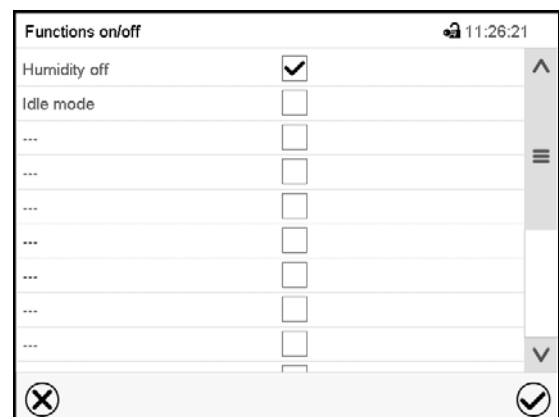 Functions on/off 11:26:21
Humidity off
Idle mode
---
---
---
---
---
---
---